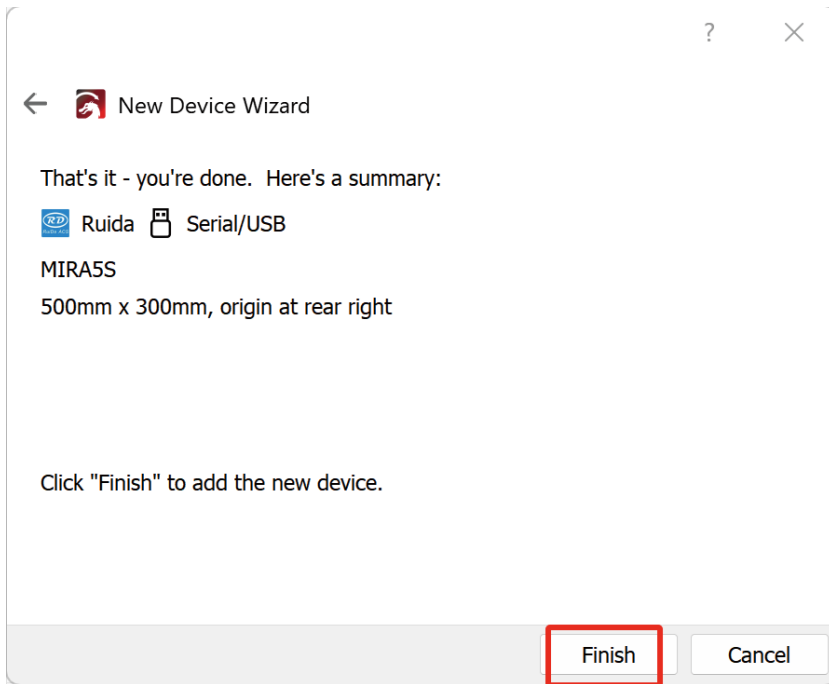 ?
New Device Wizard
That's it - you're done. Here's a summary:
RD Ruida Serial/USB
MIRA5S
500mm x 300mm, origin at rear right
Click "Finish" to add the new device.
Finish Cancel